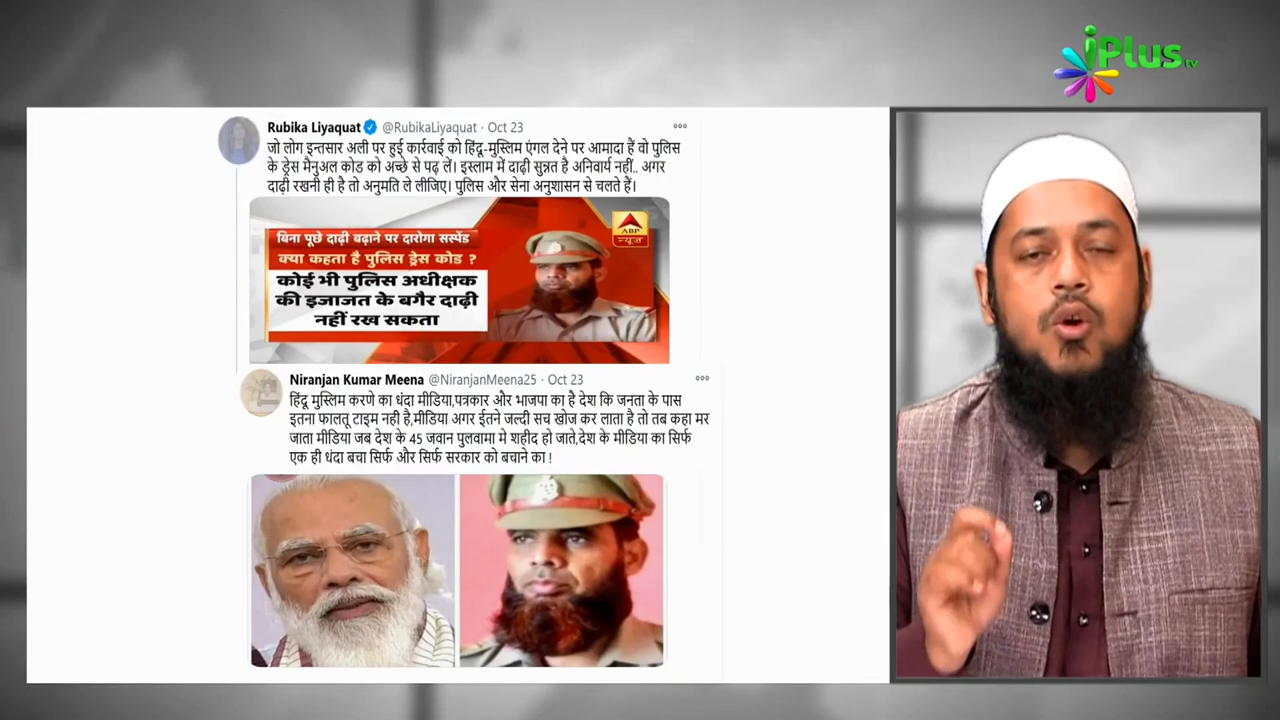 iPlus tv
Rubika Liyaquat @RubikaLiyaquat · Oct 23
जो लोग इन्तसार अली पर हुई कार्रवाई को हिंदू-मुस्लिम एंगल देने पर आमादा हैं वो पुलिस
के ड्रेस मैनुअल कोड को अच्छे से पढ़ लें। इस्लाम में दाढ़ी सुन्नत है अनिवार्य नहीं.. अगर
दाढ़ी रखनी ही है तो अनुमति ले लीजिए। पुलिस और सेना अनुशासन से चलते हैं।
बिना पूछे दाढ़ी बढ़ाने पर दारोगा सस्पेंड
क्या कहता है पुलिस ड्रेस कोड ?
कोई भी पुलिस अधीक्षक
की इजाजत के बगैर दाढ़ी
नहीं रख सकता
ABP
न्यूज़
Niranjan Kumar Meena @NiranjanMeena25 · Oct 23
हिंदू मुस्लिम करणे का धंदा मीडिया,पत्रकार और भाजपा का है देश कि जनता के पास
इतना फालतू टाइम नही है,मीडिया अगर ईतने जल्दी सच खोज कर लाता है तो तब कहा मर
जाता मीडिया जब देश के 45 जवान पुलवामा मे शहीद हो जाते,देश के मीडिया का सिर्फ
एक ही धंदा बचा सिर्फ और सिर्फ सरकार को बचाने का !